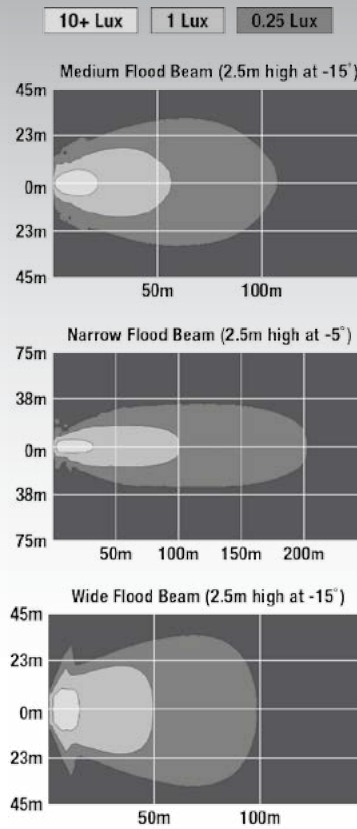 10+ Lux 1 Lux 0.25 Lux
Medium Flood Beam (2.5m high at -15°)
45m
23m
0m
23m
45m
50m 100m
Narrow Flood Beam (2.5m high at -5°)
75m
38m
0m
38m
75m
50m 100m 150m 200m
Wide Flood Beam (2.5m high at -15°)
45m
23m
0m
23m
45m
50m 100m